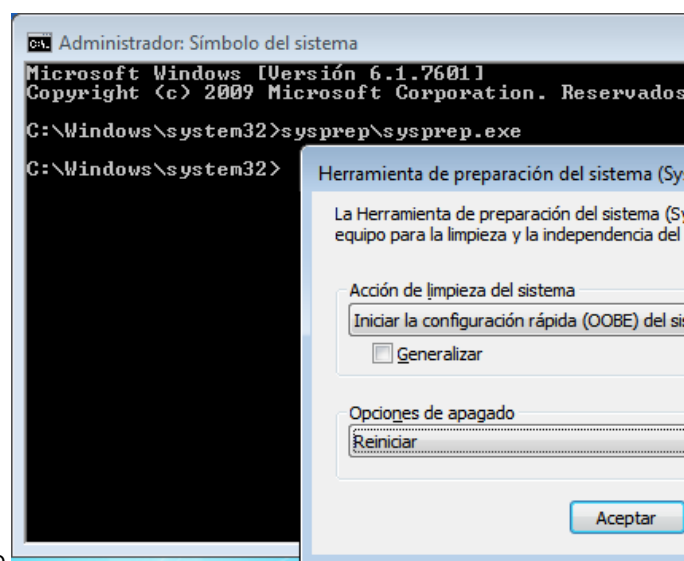 Administrador: Símbolo del sistema
Microsoft Windows [Versión 6.1.7601]
Copyright (c) 2009 Microsoft Corporation. Reservados
C:\Windows\system32>sysprep\sysprep.exe
C:\Windows\system32>
Herramienta de preparación del sistema (Sy
La Herramienta de preparación del sistema (Sy
equipo para la limpieza y la independencia del
Acción de limpieza del sistema
Iniciar la configuración rápida (OOBE) del si
Generalizar
Opciones de apagado
Reiniciar
Aceptar